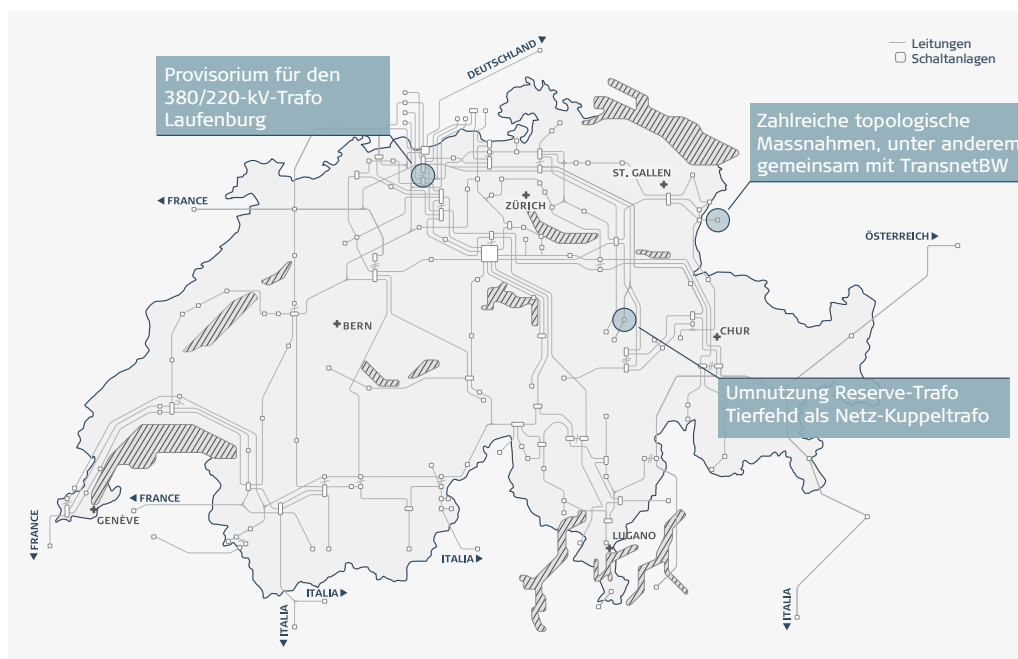 DEUTSCHLAND
Leitungen
Schaltanlagen
Provisorium für den
380/220-kV-Trafo
Laufenburg
Zahlreiche topologische
Massnahmen, unter anderem
gemeinsam mit TransnetBW
ST. GALLEN
FRANCE
ZÜRICH
ÖSTERREICH
BERN
CHUR
Umnutzung Reserve-Trafo
Tierfehd als Netz-Kuppeltrafo
FRANCE
GENÈVE
FRANCE
LUGANO
ITALIA
ITALIA
ITALIA
ITALIA